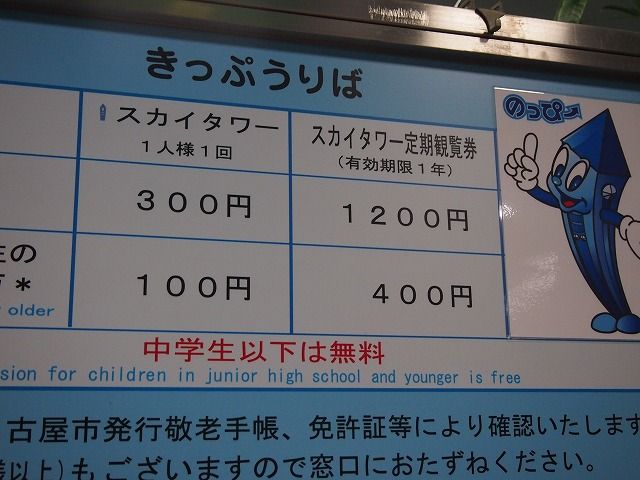 きっぷうりば
スカイタワー
1人様1回
スカイタワー定期観覧券
(有効期限1年)
のっぴー
300円
1200円
の
*
older
100円
400円
中学生以下は無料
sion for children in junior high school and younger is free
古屋市発行敬老手帳、免許証等により確認いたします
以上)もございますので窓口におたずねください。